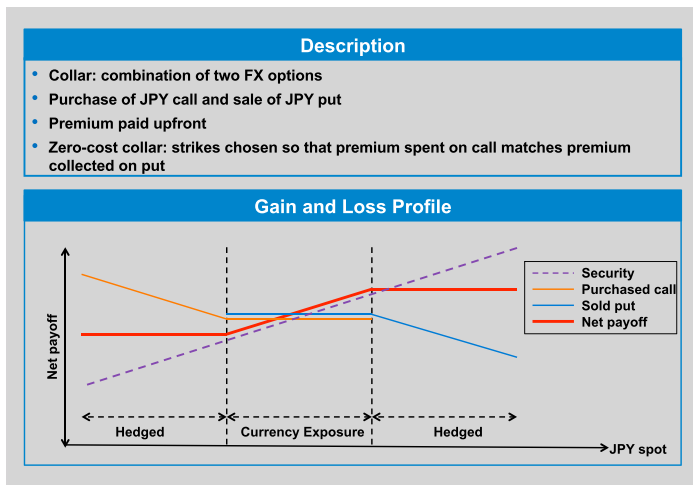 Description
• Collar: combination of two FX options
• Purchase of JPY call and sale of JPY put
• Premium paid upfront
• Zero-cost collar: strikes chosen so that premium spent on call matches premium
collected on put
Gain and Loss Profile
Net payoff
Security
Purchased call
Sold put
Net payoff
Hedged
Currency Exposure
Hedged
JPY spot